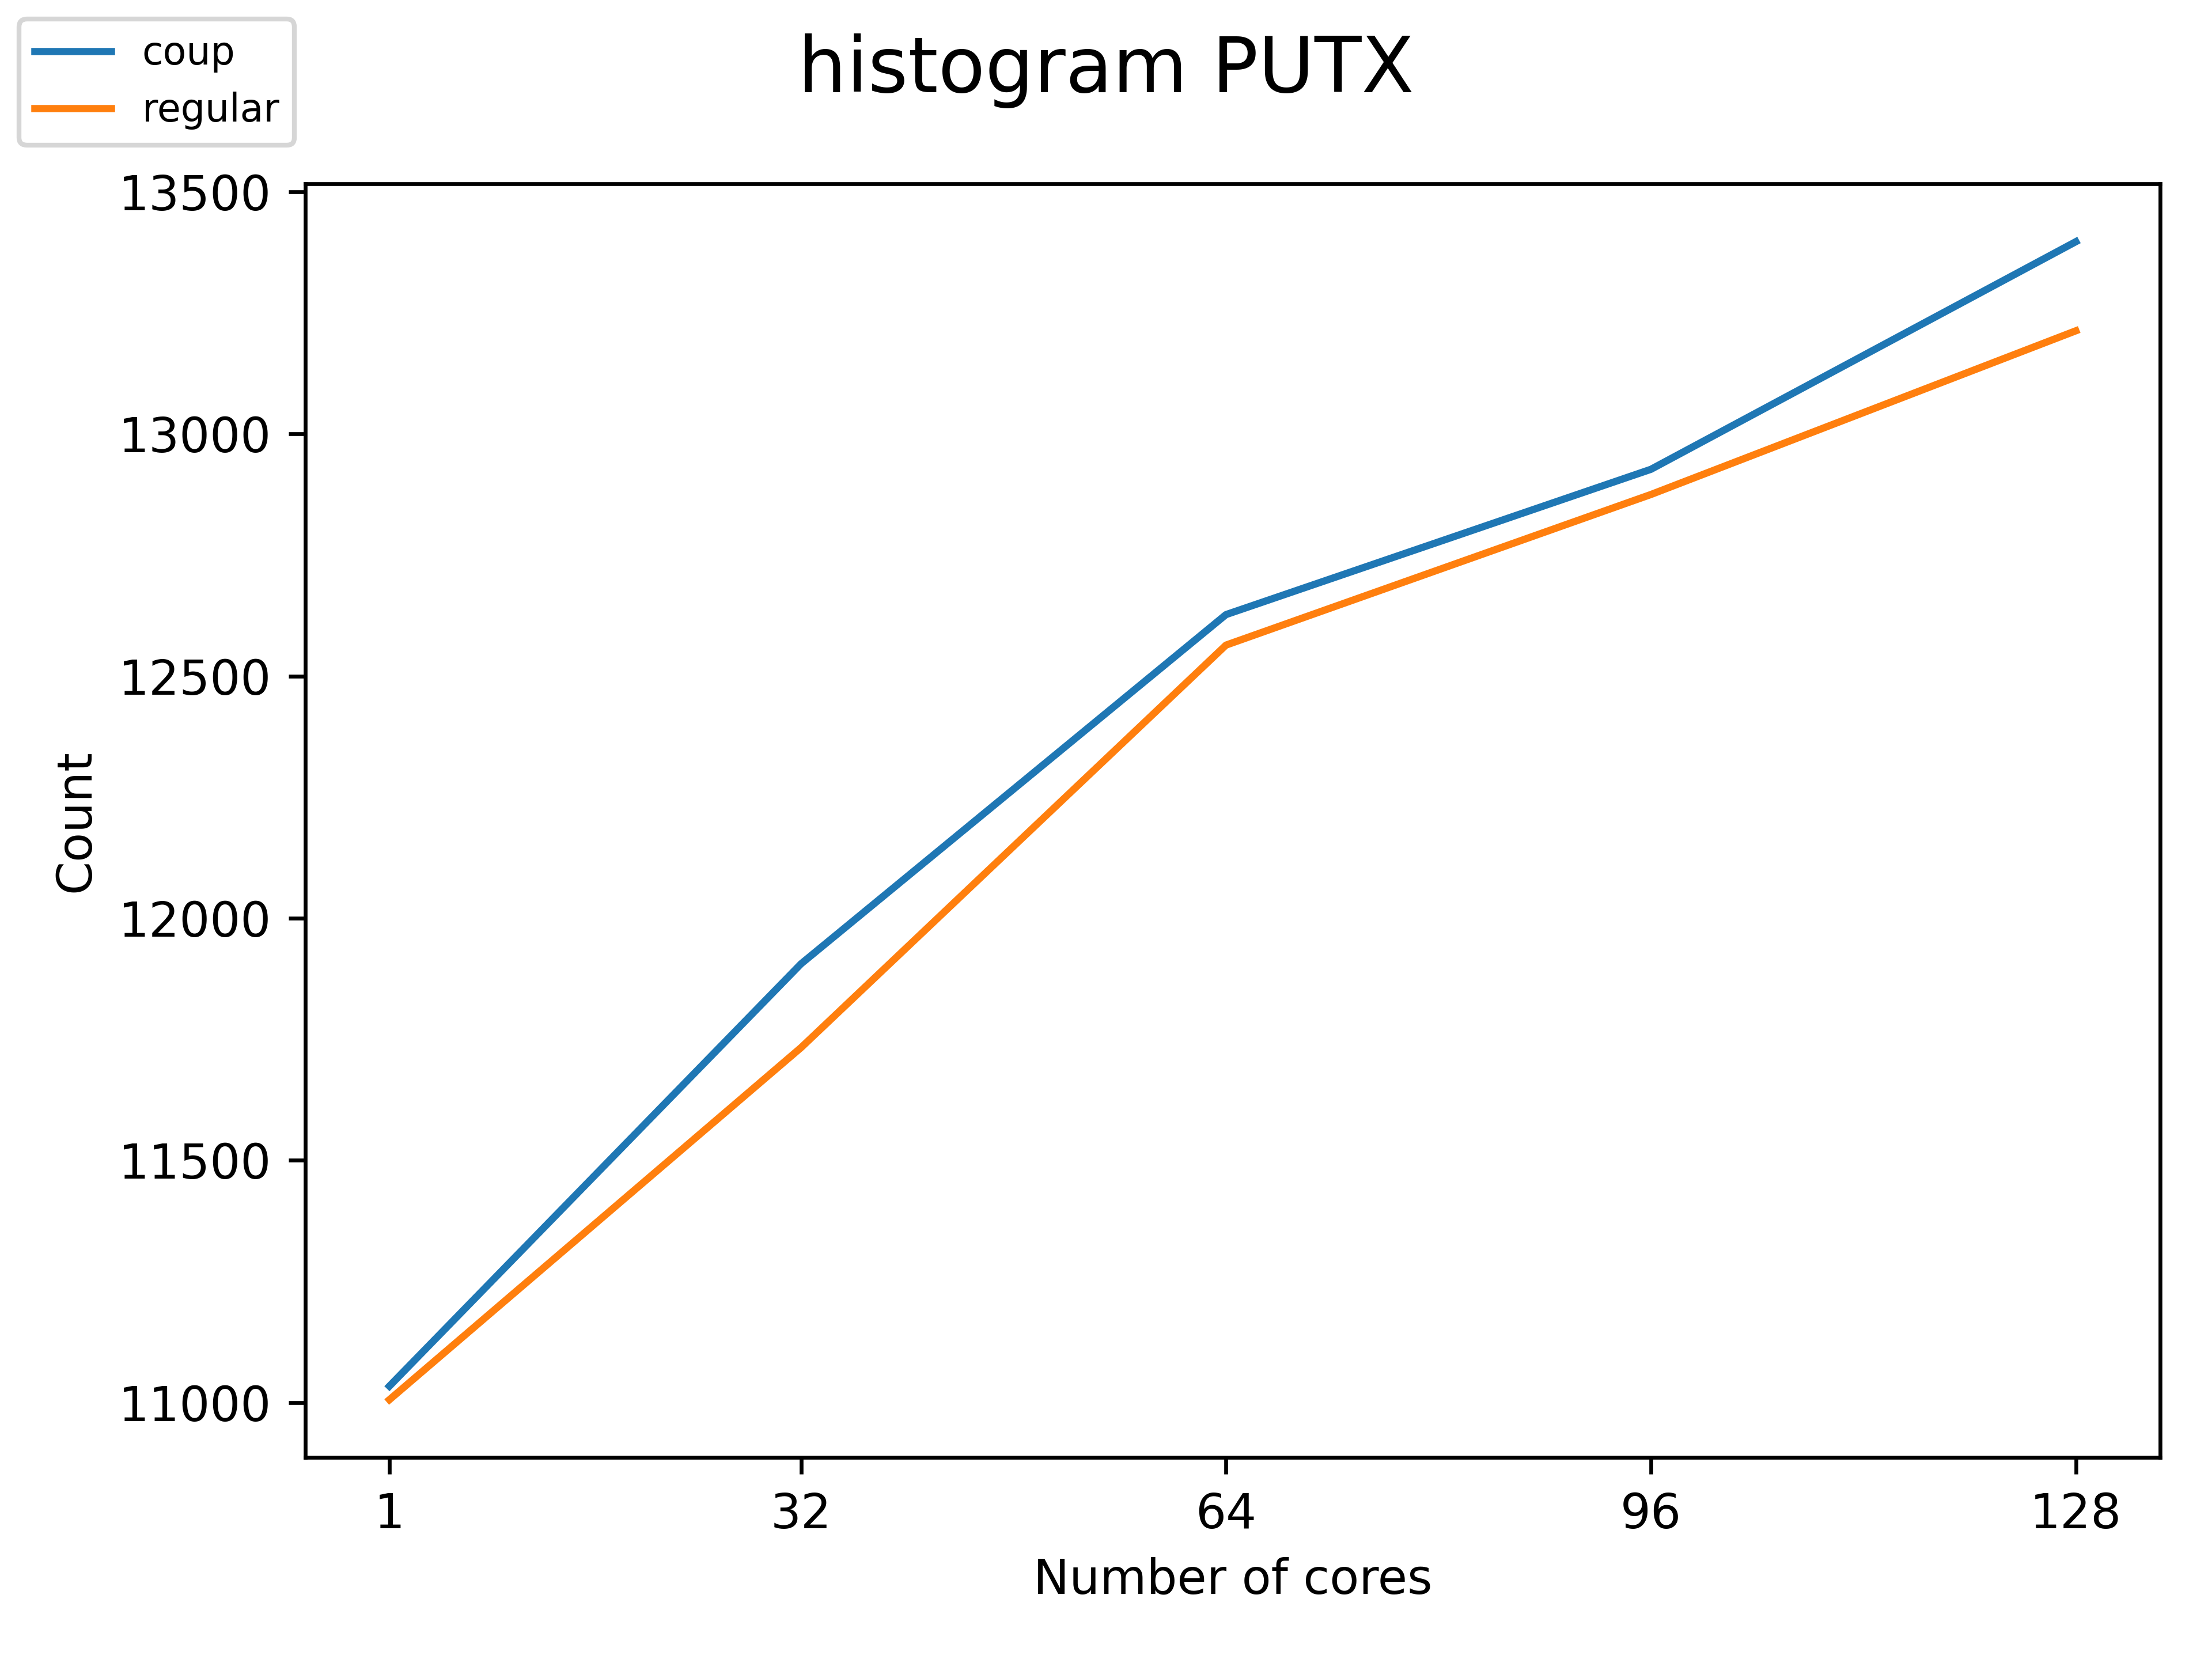 coup
regular
histogram PUTX
13500
13000
12500
12000
11500
11000
Count
1 32 64 96 128
Number of cores